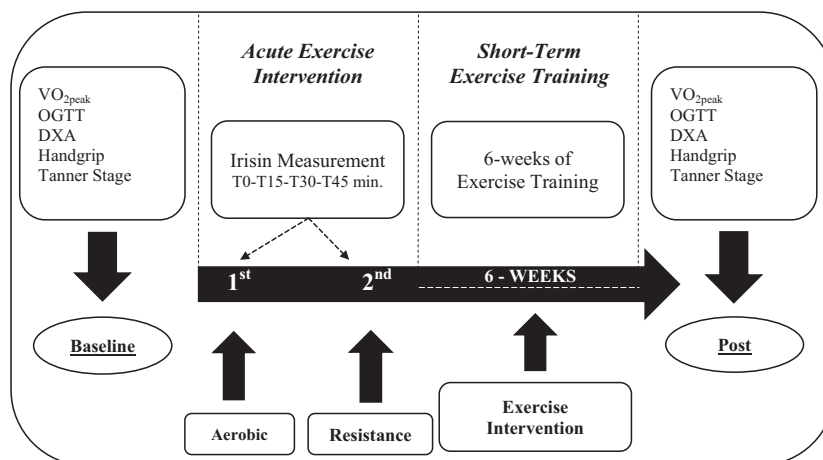 Acute Exercise
Intervention
Short-Term
Exercise Training
VO2peak
OGTT
DXA
Handgrip
Tanner Stage
Irisin Measurement
T0-T15-T30-T45 min.
6-weeks of
Exercise Training
VO2peak
OGTT
DXA
Handgrip
Tanner Stage
1st 2nd 6 - WEEKS
Baseline
Post
Aerobic
Resistance
Exercise
Intervention